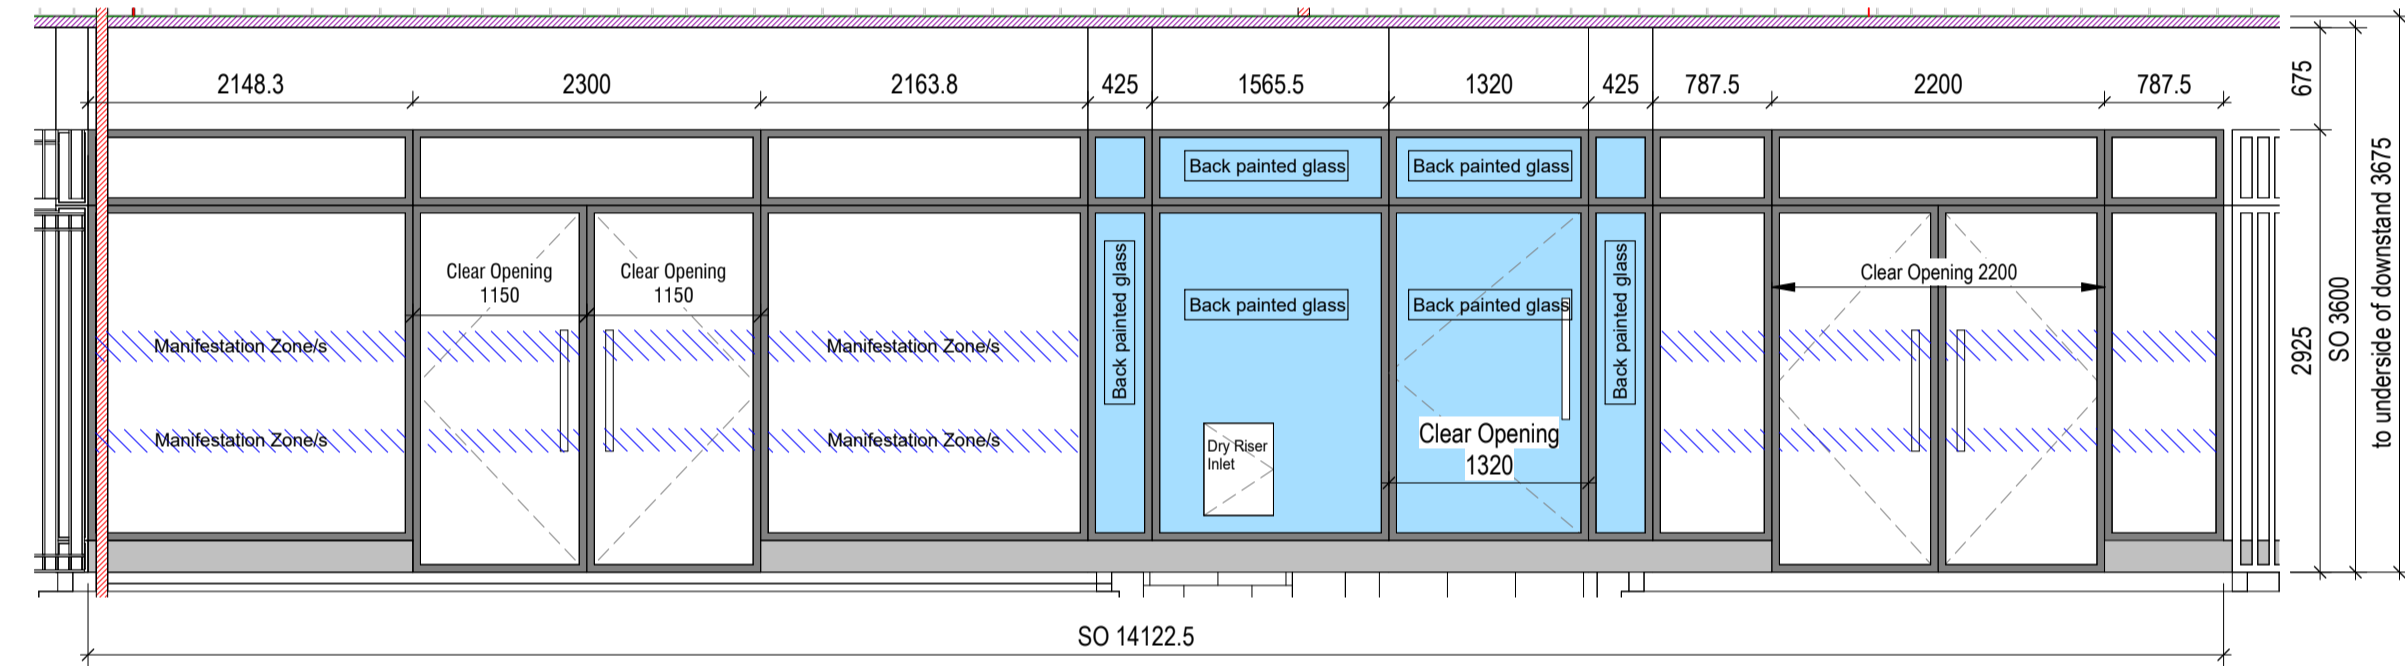 2148.3
2300
2163.8
425
1565.5
1320
425
787.5
2200
787.5
675
Back painted glass
Back painted glass
Clear Opening
1150
Clear Opening
1150
Clear Opening 2200
Back painted glass
Back painted glass
Back painted glass
Back painted glass
Manifestation Zone/s
Manifestation Zone/s
Manifestation Zone/s
Manifestation Zone/s
Dry Riser
Inlet
Clear Opening
1320
2925
SO 3600
to underside of downstand 3675
SO 14122.5